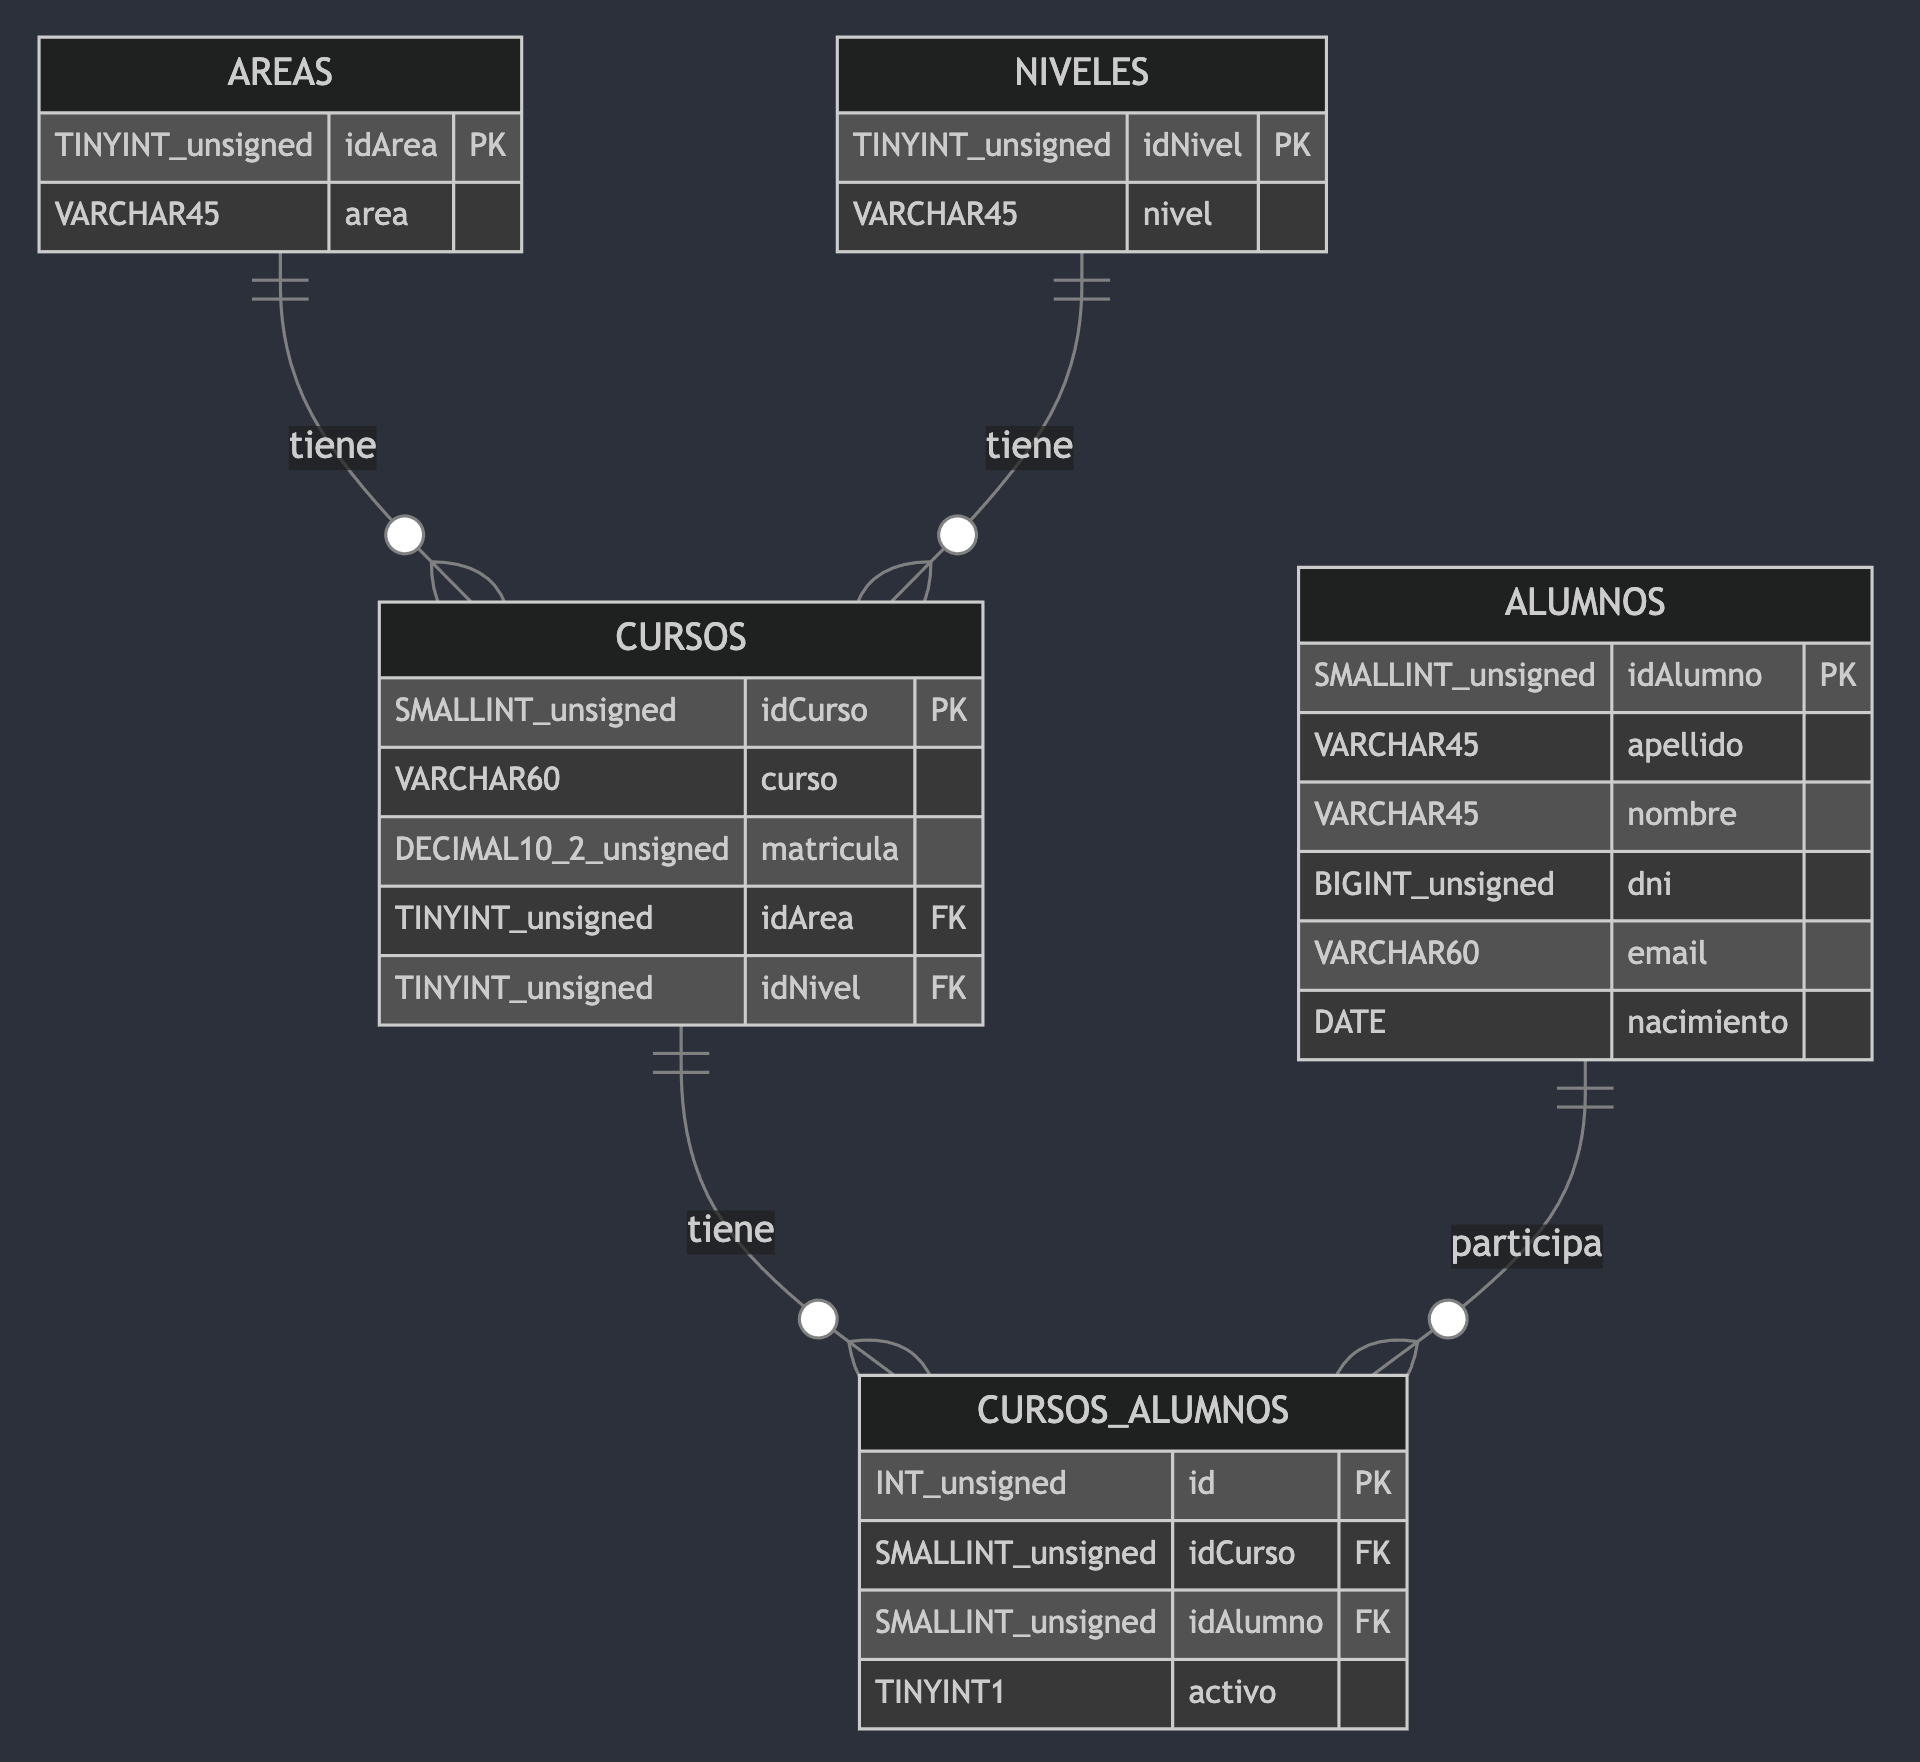 AREAS
TINYINT_unsigned idArea PK
VARCHAR45 area
NIVELES
TINYINT_unsigned idNivel PK
VARCHAR45 nivel
tiene
tiene
CURSOS
SMALLINT_unsigned idCurso PK
VARCHAR60 curso
DECIMAL10_2_unsigned matricula
TINYINT_unsigned idArea FK
TINYINT_unsigned idNivel FK
ALUMNOS
SMALLINT_unsigned idAlumno PK
VARCHAR45 apellido
VARCHAR45 nombre
BIGINT_unsigned dni
VARCHAR60 email
DATE nacimiento
tiene
participa
CURSOS_ALUMNOS
INT_unsigned id PK
SMALLINT_unsigned idCurso FK
SMALLINT_unsigned idAlumno FK
TINYINT1 activo